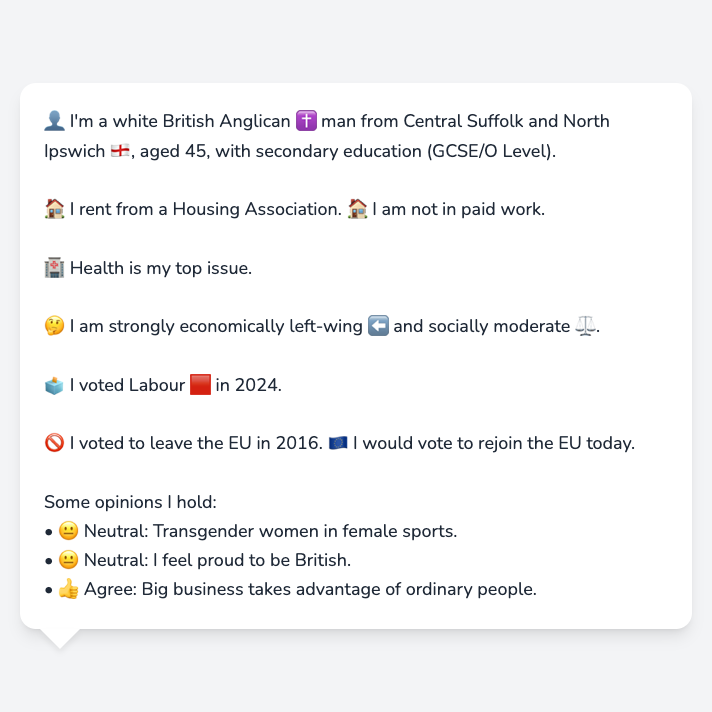 👤 I'm a white British Anglican ✝️ man from Central Suffolk and North
Ipswich 🏴󠁧󠁢󠁥󠁮󠁧󠁿, aged 45, with secondary education (GCSE/O Level).
🏠 I rent from a Housing Association. 🏠 I am not in paid work.
🏥 Health is my top issue.
🤔 I am strongly economically left-wing ⬅️ and socially moderate ⚖️.
🗳️ I voted Labour 🟥 in 2024.
🚫 I voted to leave the EU in 2016. 🇪🇺 I would vote to rejoin the EU today.
Some opinions I hold:
• 😐 Neutral: Transgender women in female sports.
• 😐 Neutral: I feel proud to be British.
• 👍 Agree: Big business takes advantage of ordinary people.